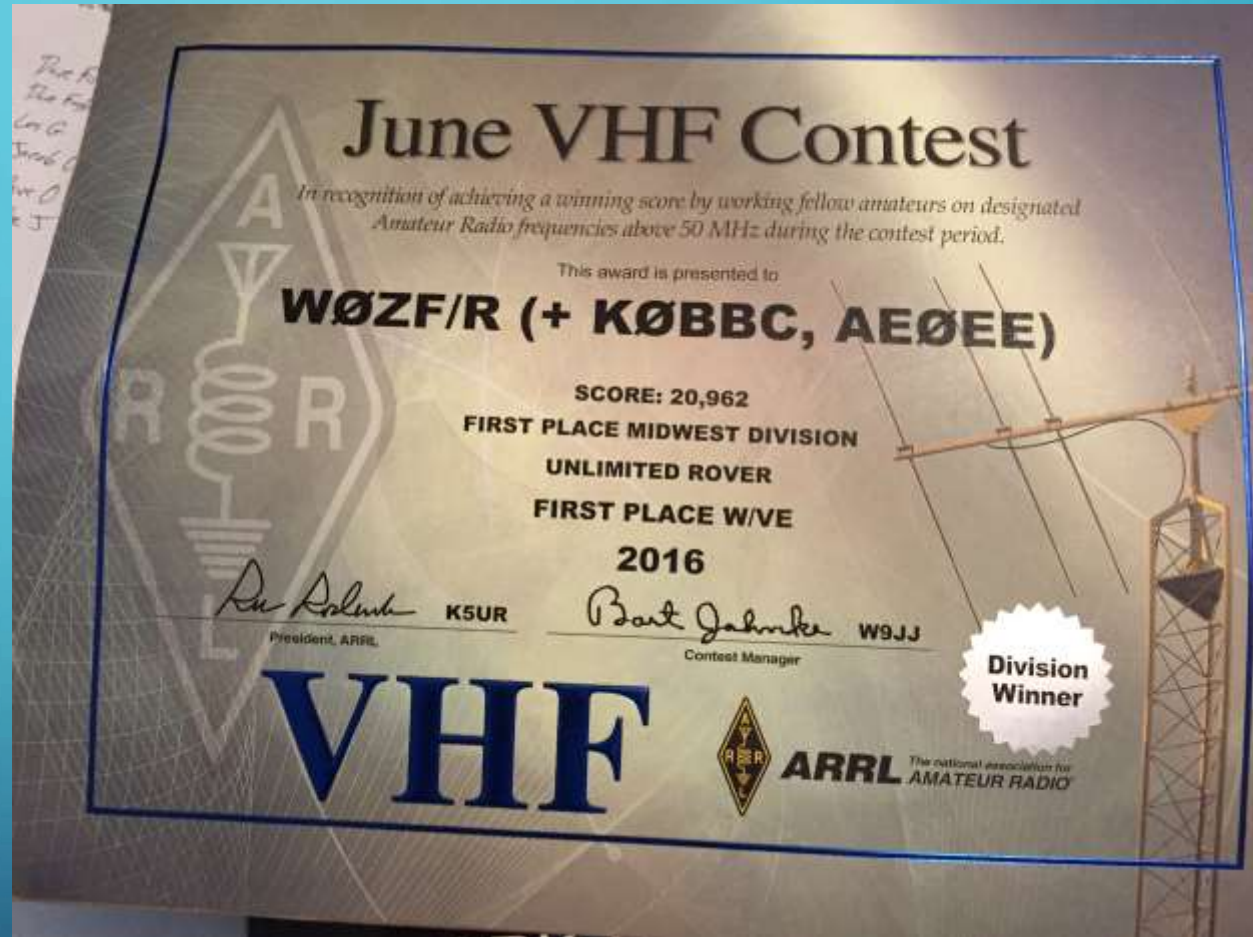 June VHF Contest
In recognition of achieving a winning score by working fellow amateurs on designated
Amateur Radio frequencies above 50 MHz during the contest period.
This award is presented to
WØZF/R (+ KØBBC, AEØEE)
SCORE: 20,962
FIRST PLACE MIDWEST DIVISION
UNLIMITED ROVER
FIRST PLACE W/VE
2016
K5UR
President, ARRL
Bart Jahnke W9JJ
Contest Manager
Division
Winner
VHF
ARRL The national association for
AMATEUR RADIO
A
R R
L